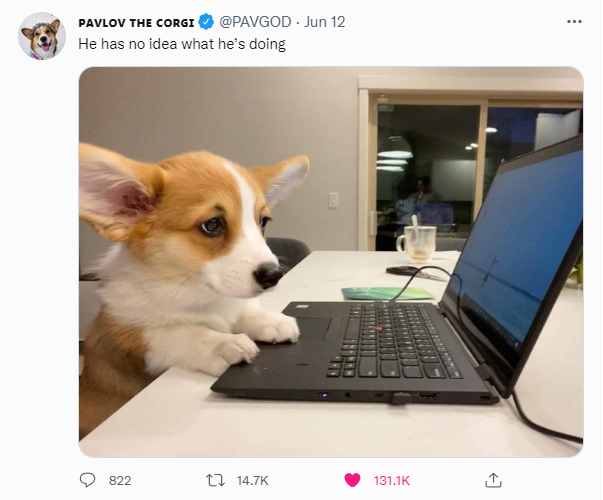 PAVLOV THE CORGI @PAVGOD · Jun 12
He has no idea what he's doing
822 14.7K 131.1K